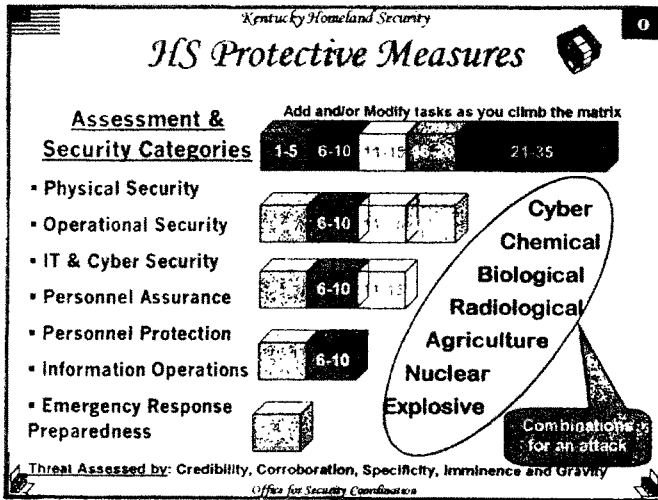 Kentucky Homeland Security
0
HS Protective Measures
Add and/or Modify tasks as you climb the matrix
Assessment &
Security Categories
1-5 6-10 11-15 21-35
▪ Physical Security
▪ Operational Security
6-10
▪ IT & Cyber Security
▪ Personnel Assurance
6-10 11-15
▪ Personnel Protection
▪ Information Operations
6-10
▪ Emergency Response
Preparedness
Cyber
Chemical
Biological
Radiological
Agriculture
Nuclear
Explosive
Combinations
for an attack
Threat Assessed by: Credibility, Corroboration, Specificity, Imminence and Gravity
Office for Security Coordination